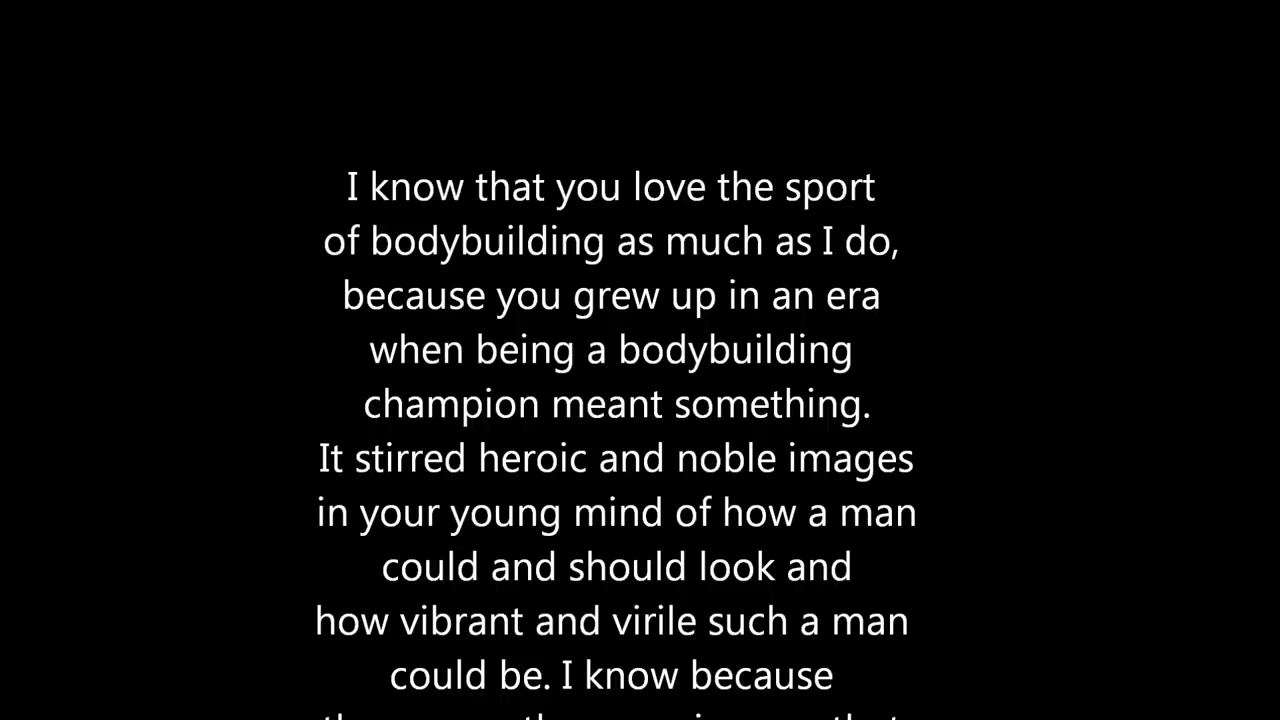 I know that you love the sport
of bodybuilding as much as I do,
because you grew up in an era
when being a bodybuilding
champion meant something.
It stirred heroic and noble images
in your young mind of how a man
could and should look and
how vibrant and virile such a man
could be. I know because